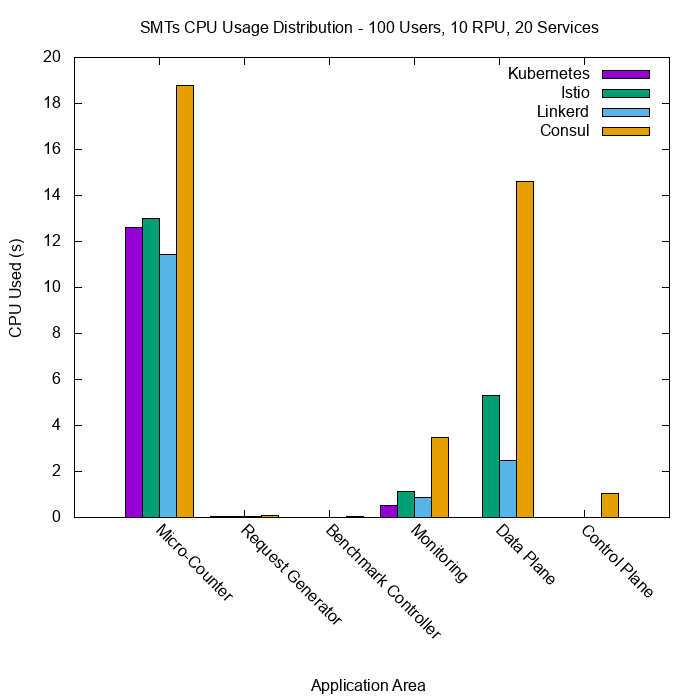 SMTs CPU Usage Distribution - 100 Users, 10 RPU, 20 Services
Kubernetes
Istio
Linkerd
Consul
20
18
16
14
12
10
8
6
4
2
0
CPU Used (s)
Micro-Counter
Request Generator
Benchmark Controller
Monitoring
Data Plane
Control Plane
Application Area